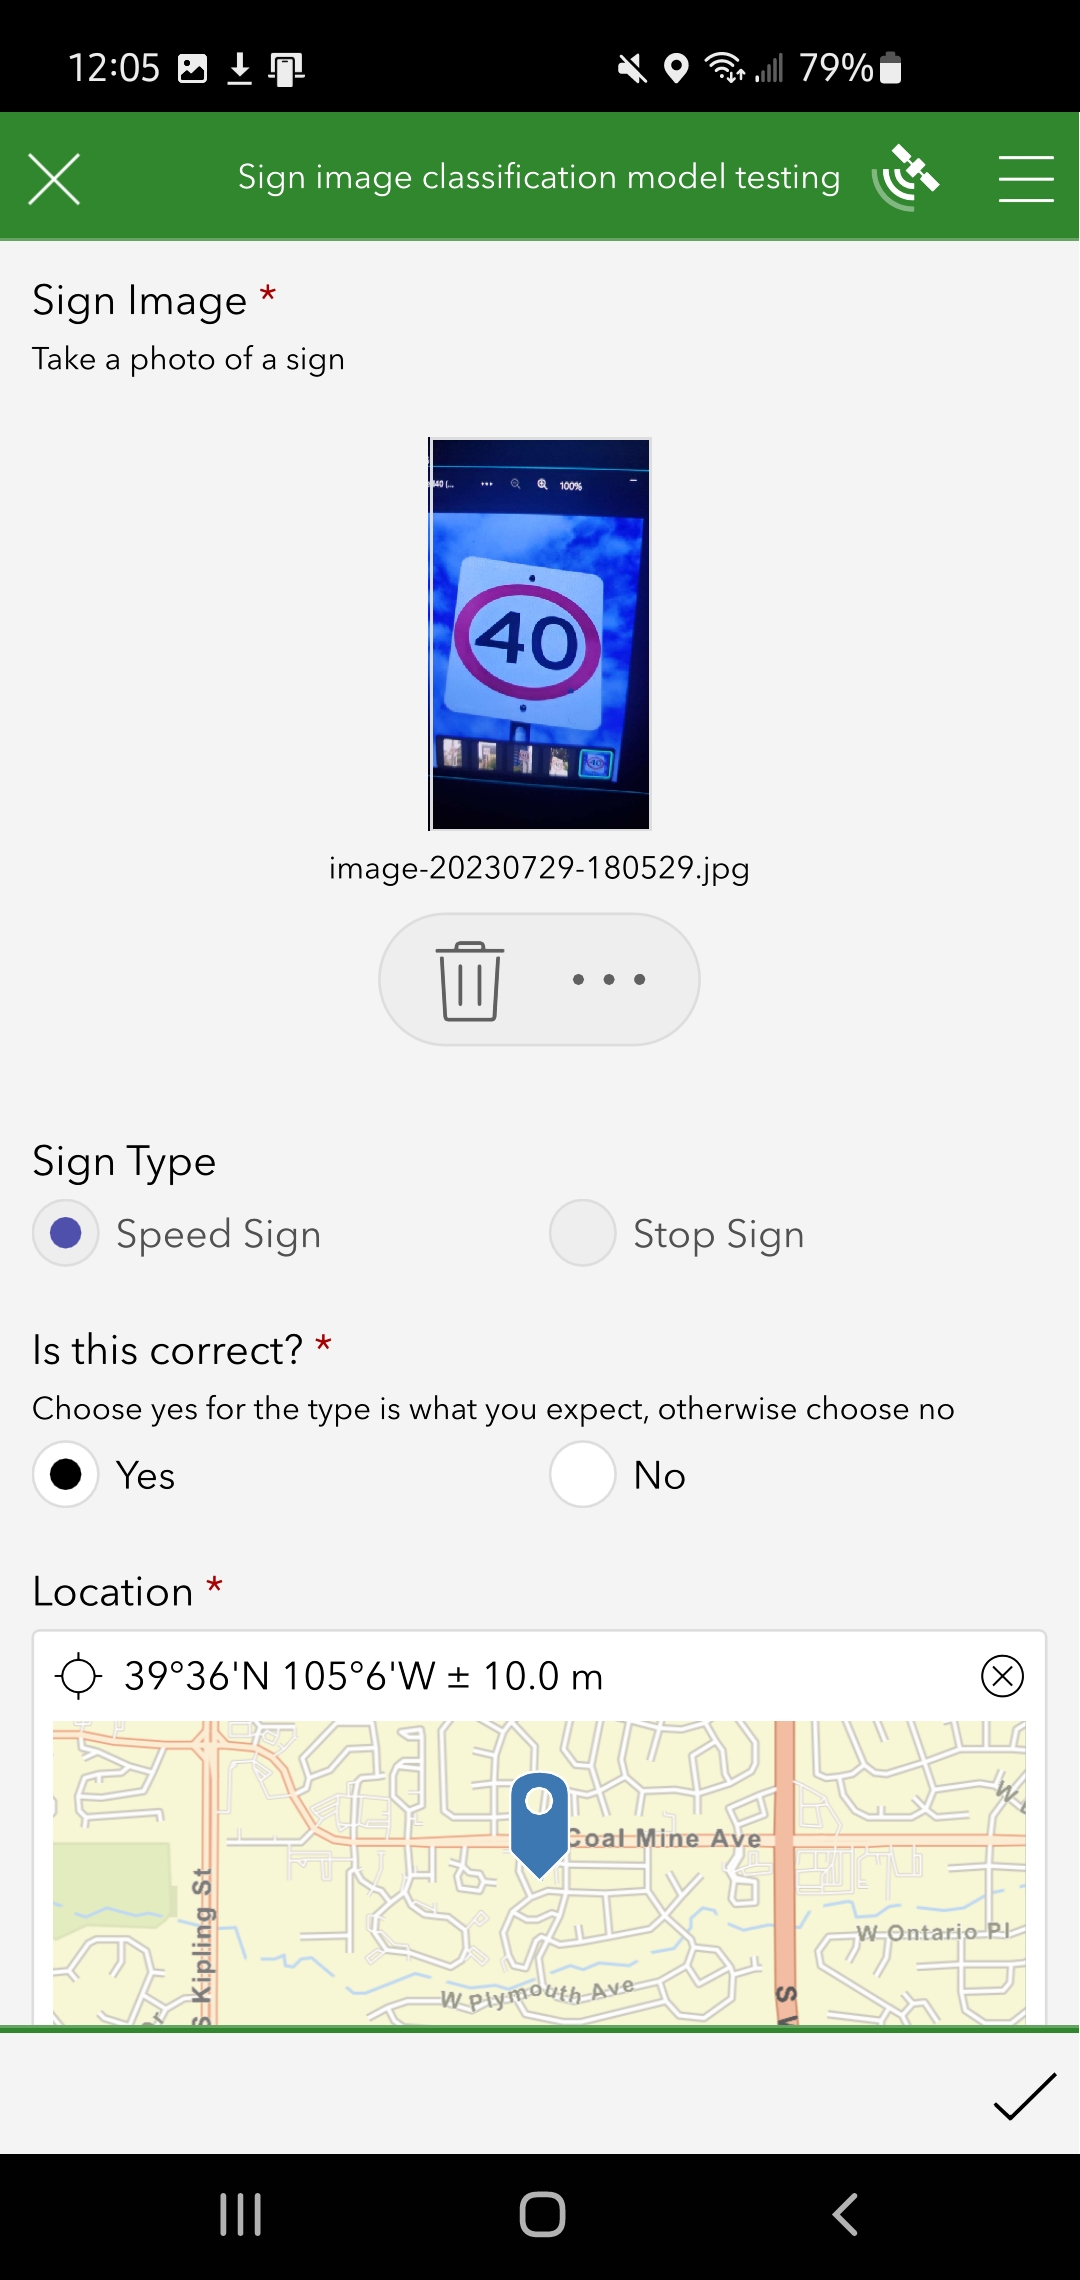 12:05
79%
Sign image classification model testing
Sign Image *
Take a photo of a sign
100%
40
image-20230729-180529.jpg
Sign Type
Speed Sign
Stop Sign
Is this correct? *
Choose yes for the type is what you expect, otherwise choose no
Yes
No
Location *
39°36'N 105°6'W ± 10.0 m
Coal Mine Ave
S Kipling St
W Ontario Pl
W Plymouth Ave
S